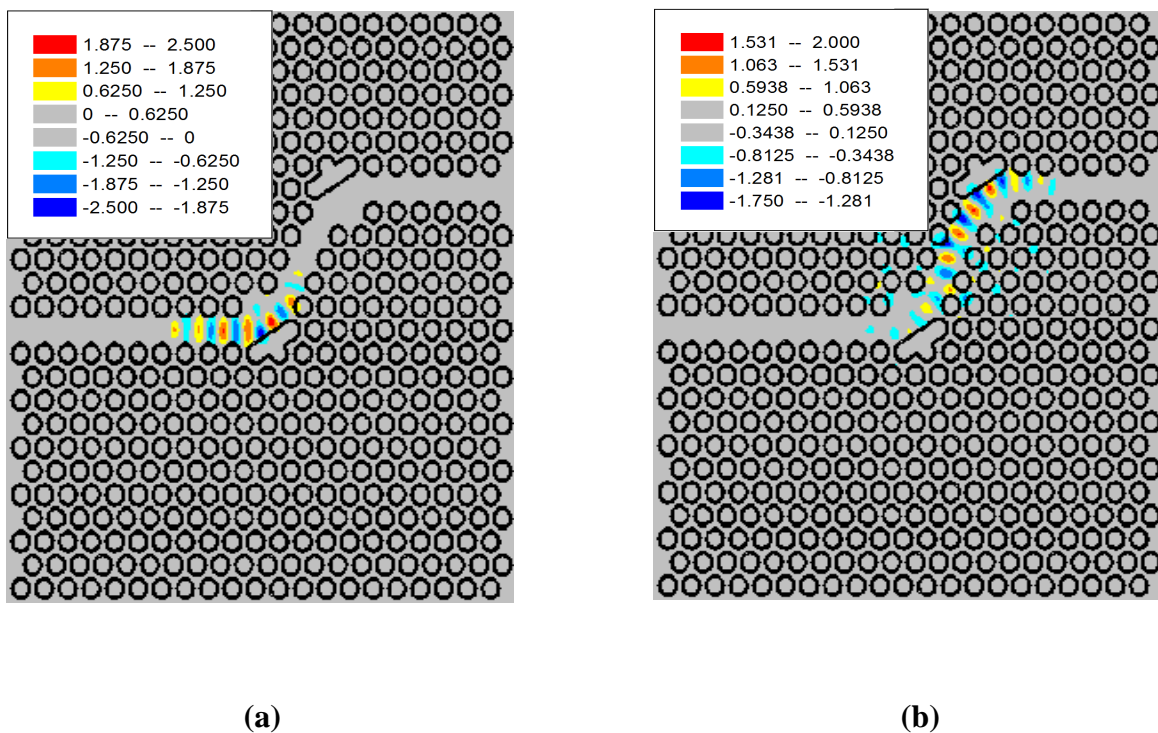 1.875 -- 2.500
1.250 -- 1.875
0.6250 -- 1.250
0 -- 0.6250
-0.6250 -- 0
-1.250 -- -0.6250
-1.875 -- -1.250
-2.500 -- -1.875
1.531 -- 2.000
1.063 -- 1.531
0.5938 -- 1.063
0.1250 -- 0.5938
-0.3438 -- 0.1250
-0.8125 -- -0.3438
-1.281 -- -0.8125
-1.750 -- -1.281
(a)
(b)